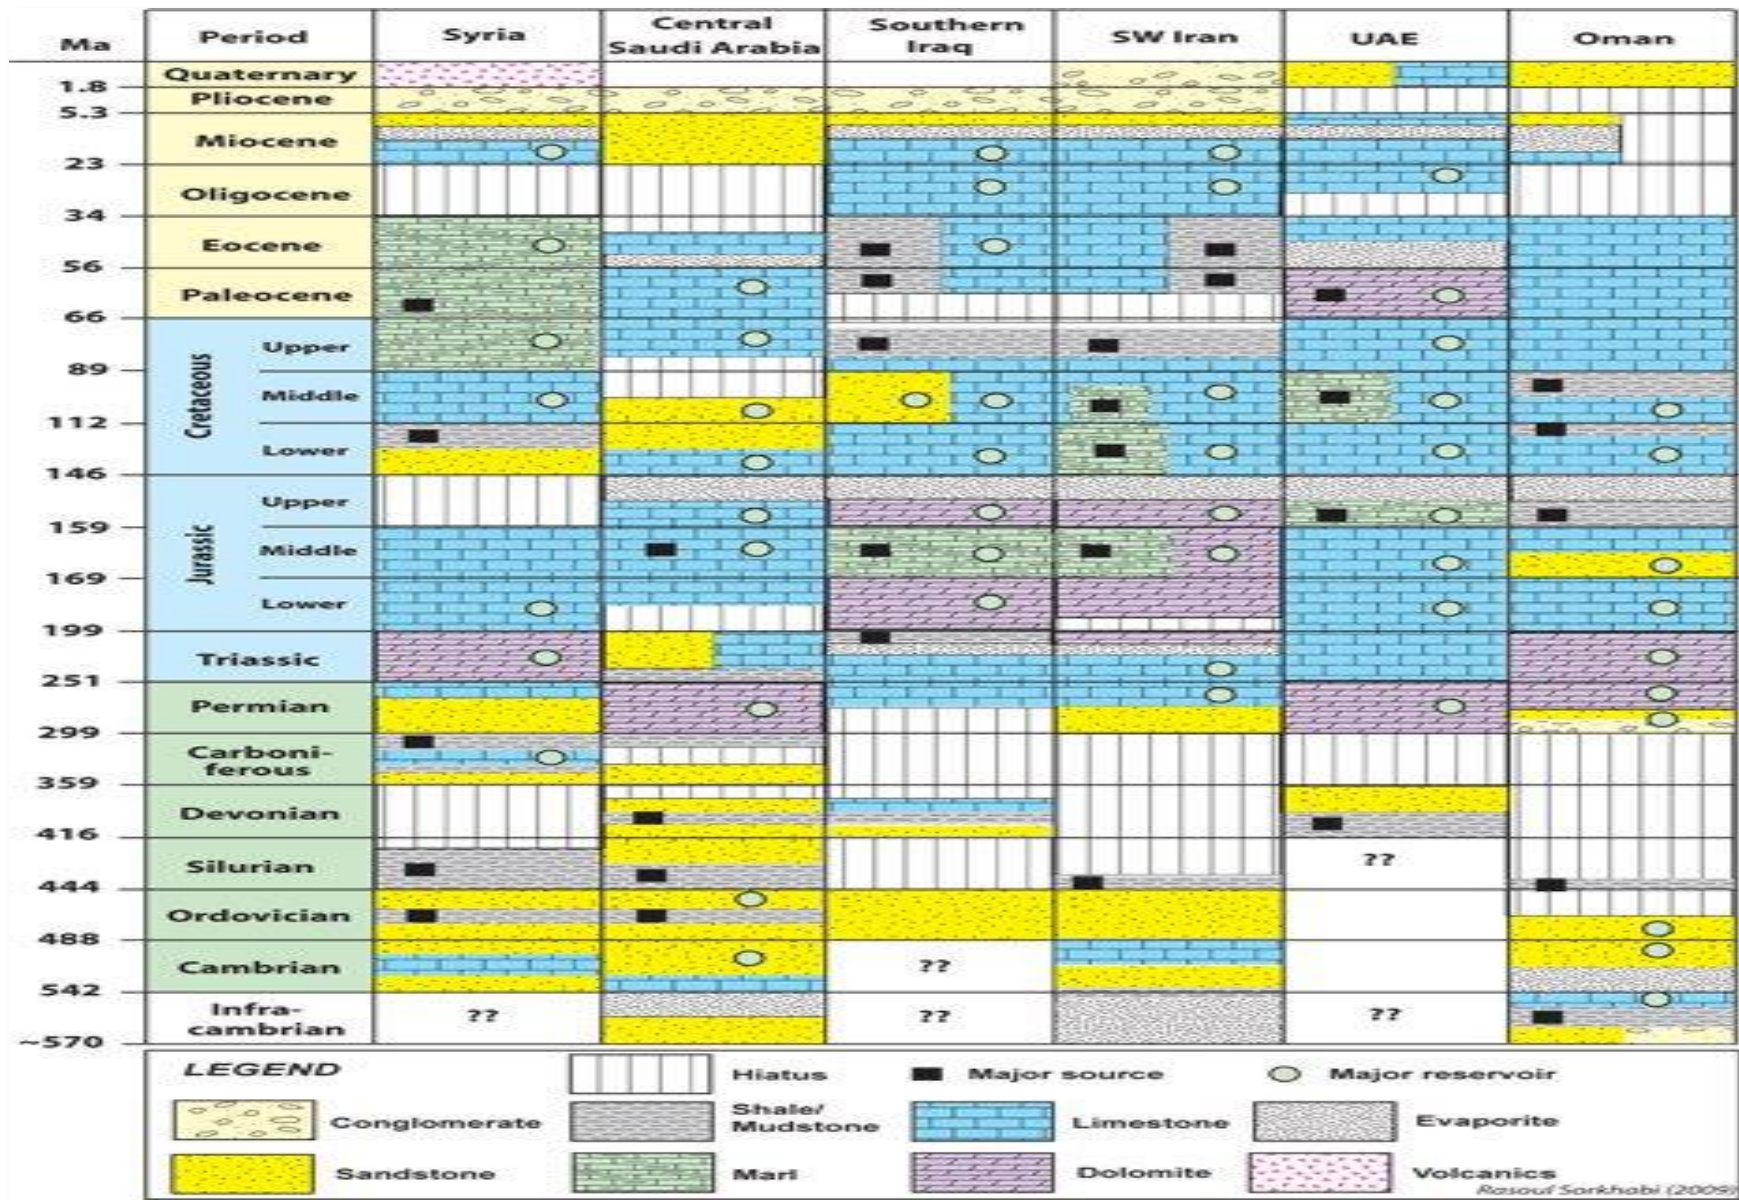 Ma Period Syria Central Saudi Arabia Southern Iraq SW Iran UAE Oman
Quaternary
1.8
Pliocene
5.3
Miocene
23
Oligocene
34
Eocene
56
Paleocene
66
Cretaceous
Upper
89
Middle
112
Lower
146
Jurassic
Upper
159
Middle
169
Lower
199
Triassic
251
Permian
299
Carboni-
ferous
359
Devonian
416
Silurian ??
444
Ordovician
488
Cambrian ??
542
Infra-
cambrian ?? ?? ??
~570
LEGEND
Hiatus Major source Major reservoir
Conglomerate Shale/
Mudstone Limestone Evaporite
Sandstone Marl Dolomite Volcanics
Rasoul Sorkhabi (2009)